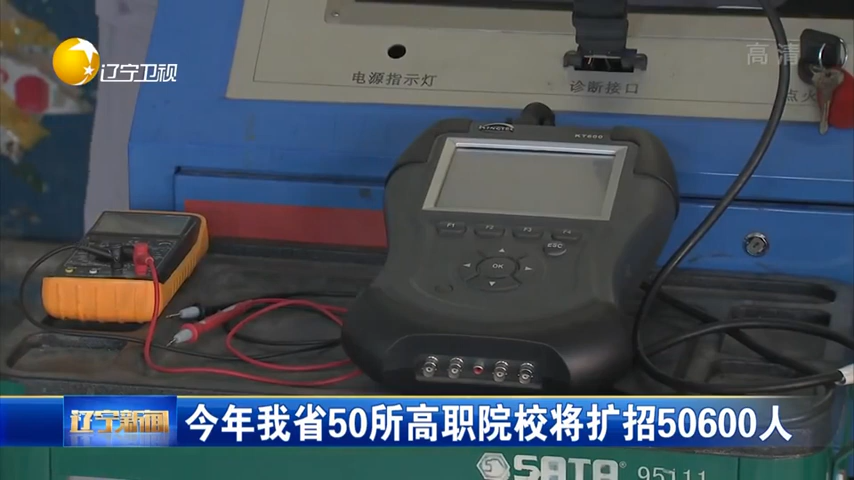 辽宁卫视
高清
电源指示灯
诊断接口
点火
KT600
F1
F2
F3
F4
ESC
OK
辽宁新闻
今年我省50所高职院校将扩招50600人
SATA®
95111